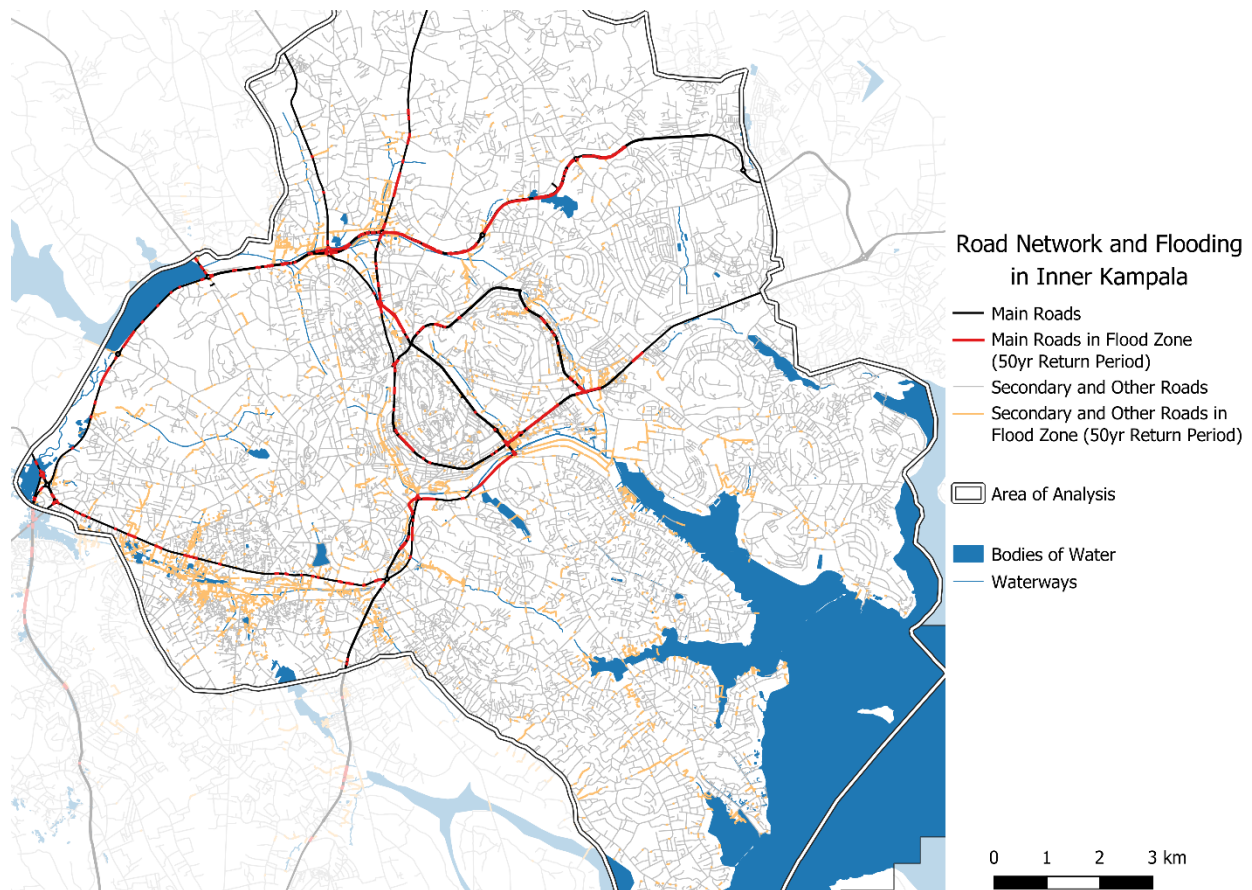 Road Network and Flooding
in Inner Kampala
Main Roads
Main Roads in Flood Zone
(50yr Return Period)
Secondary and Other Roads
Secondary and Other Roads in
Flood Zone (50yr Return Period)
Area of Analysis
Bodies of Water
Waterways
0 1 2 3 km